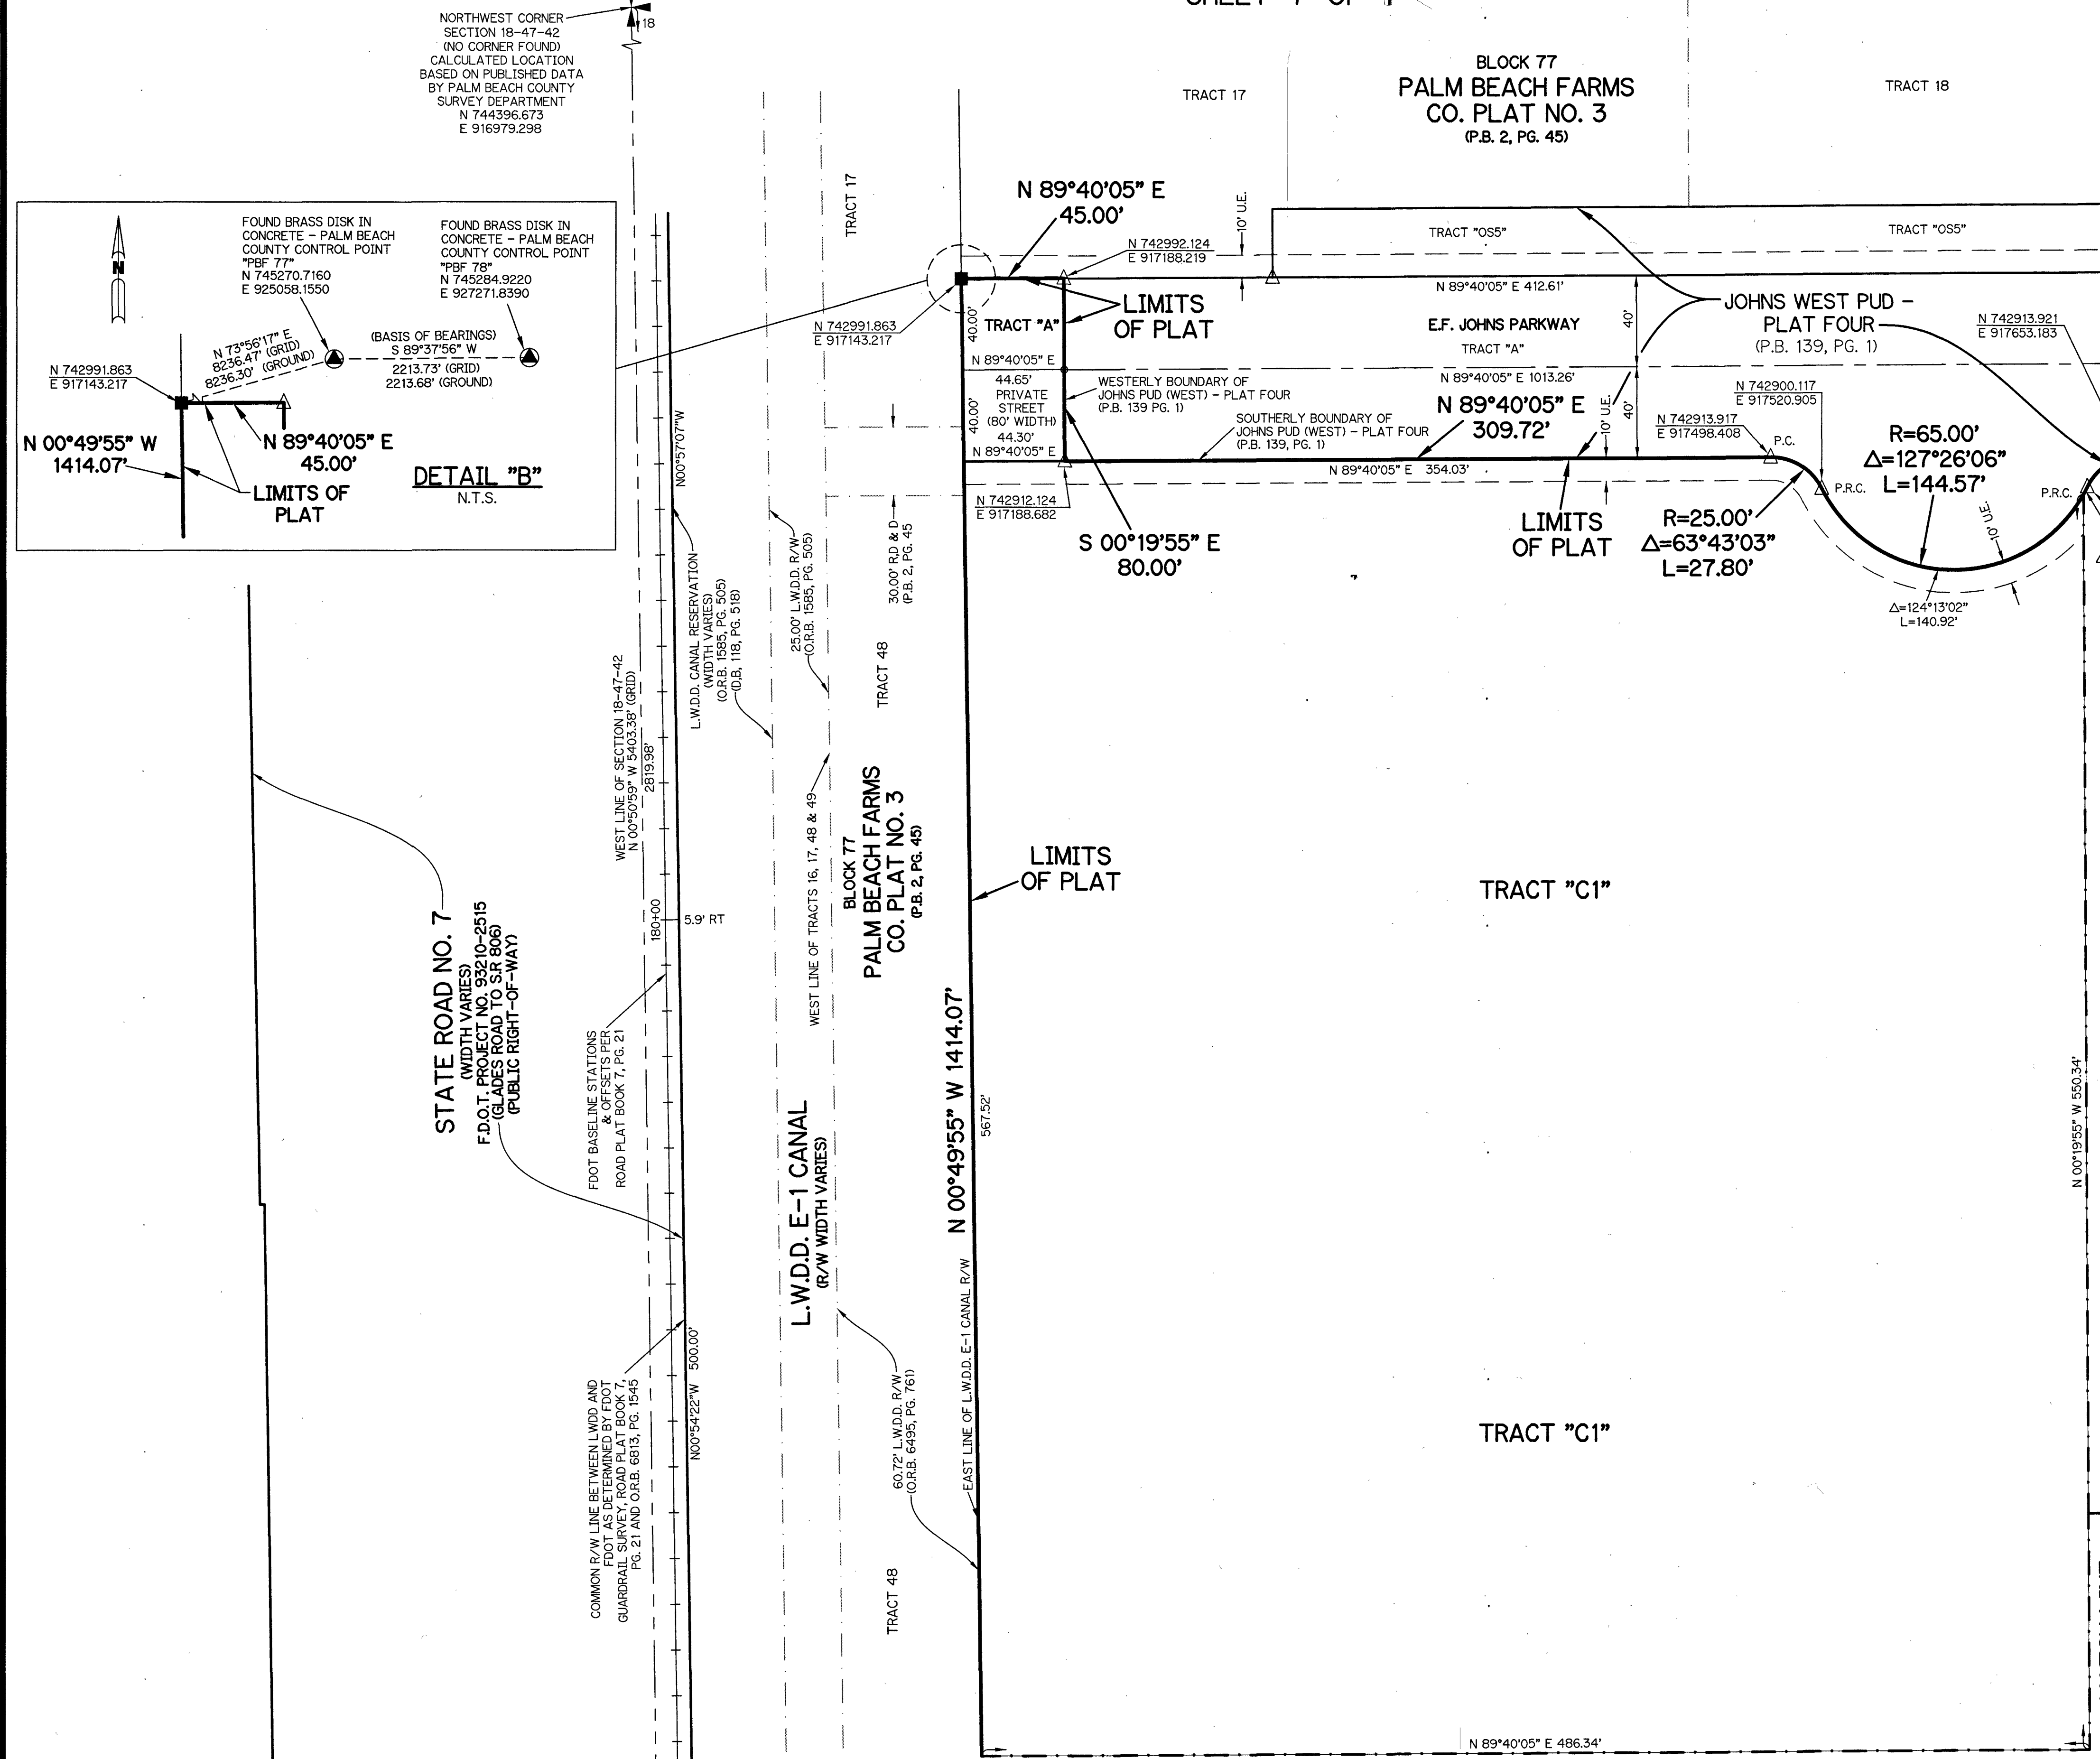 NORTHWEST CORNER
SECTION 18-47-42
(NO CORNER FOUND)
CALCULATED LOCATION
BASED ON PUBLISHED DATA
BY PALM BEACH COUNTY
SURVEY DEPARTMENT
N 744396.673
E 916979.298
18
TRACT 17
BLOCK 77
PALM BEACH FARMS
CO. PLAT NO. 3
(P.B. 2, PG. 45)
TRACT 18
N
FOUND BRASS DISK IN
CONCRETE - PALM BEACH
COUNTY CONTROL POINT
"PBF 77"
N 745270.7160
E 925058.1550
FOUND BRASS DISK IN
CONCRETE - PALM BEACH
COUNTY CONTROL POINT
"PBF 78"
N 745284.9220
E 927271.8390
N 73°56'17" E
8236.47' (GRID)
8236.30' (GROUND)
(BASIS OF BEARINGS)
S 89°37'56" W
2213.73' (GRID)
2213.68' (GROUND)
N 742991.863
E 917143.217
N 00°49'55" W
1414.07'
N 89°40'05" E
45.00'
LIMITS OF
PLAT
DETAIL "B"
N.T.S.
TRACT 17
N 89°40'05" E
45.00'
N 742992.124
E 917188.219
10' U.E.
TRACT "OS5"
TRACT "OS5"
N 742991.863
E 917143.217
40.00'
TRACT "A"
LIMITS
OF PLAT
N 89°40'05" E 412.61'
E.F. JOHNS PARKWAY
TRACT "A"
40'
JOHNS WEST PUD -
PLAT FOUR
(P.B. 139, PG. 1)
N 742913.921
E 917653.183
N 89°40'05" E
44.65'
PRIVATE
STREET
(80' WIDTH)
44.30'
N 89°40'05" E
40.00'
WESTERLY BOUNDARY OF
JOHNS PUD (WEST) - PLAT FOUR
(P.B. 139 PG. 1)
SOUTHERLY BOUNDARY OF
JOHNS PUD (WEST) - PLAT FOUR
(P.B. 139, PG. 1)
N 89°40'05" E 1013.26'
N 89°40'05" E
309.72'
10' U.E.
40'
N 742900.117
E 917520.905
N 742913.917
E 917498.408
P.C.
P.R.C.
R=65.00'
Δ=127°26'06"
L=144.57'
P.R.C.
10' U.E.
N 89°40'05" E 354.03'
N 742912.124
E 917188.682
S 00°19'55" E
80.00'
LIMITS
OF PLAT
R=25.00'
Δ=63°43'03"
L=27.80'
Δ=124°13'02"
L=140.92'
N00°57'07"W
L.W.D.D. CANAL RESERVATION
(WIDTH VARIES)
(O.R.B. 1585, PG. 505)
(D,B, 118, PG. 518)
25.00' L.W.D.D. R/W
(O.R.B. 1585, PG. 505)
30.00' R,D & D
(P.B. 2, PG. 45
TRACT 48
WEST LINE OF SECTION 18-47-42
N 00°50'59" W 5403.38' (GRID)
2819.98'
WEST LINE OF TRACTS 16, 17, 48 & 49
BLOCK 77
PALM BEACH FARMS
CO. PLAT NO. 3
(P.B. 2, PG. 45)
LIMITS
OF PLAT
TRACT "C1"
180+00
5.9' RT
STATE ROAD NO. 7
(WIDTH VARIES)
F.D.O.T. PROJECT NO. 93210-2515
(GLADES ROAD TO S.R 806)
(PUBLIC RIGHT-OF-WAY)
FDOT BASELINE STATIONS
& OFFSETS PER
ROAD PLAT BOOK 7, PG. 21
L.W.D.D. E-1 CANAL
(R/W WIDTH VARIES)
N 00°49'55" W 1414.07'
567.52'
N 00°19'55" W 550.34'
COMMON R/W LINE BETWEEN LWDD AND
FDOT AS DETERMINED BY FDOT
GUARDRAIL SURVEY, ROAD PLAT BOOK 7,
PG. 21 AND O.R.B. 6813, PG. 1545
N00°54'22"W 500.00'
60.72' L.W.D.D. R/W
(O.R.B. 6495, PG. 761)
EAST LINE OF L.W.D.D. E-1 CANAL R/W
TRACT "C1"
TRACT 48
N 89°40'05" E 486.34'